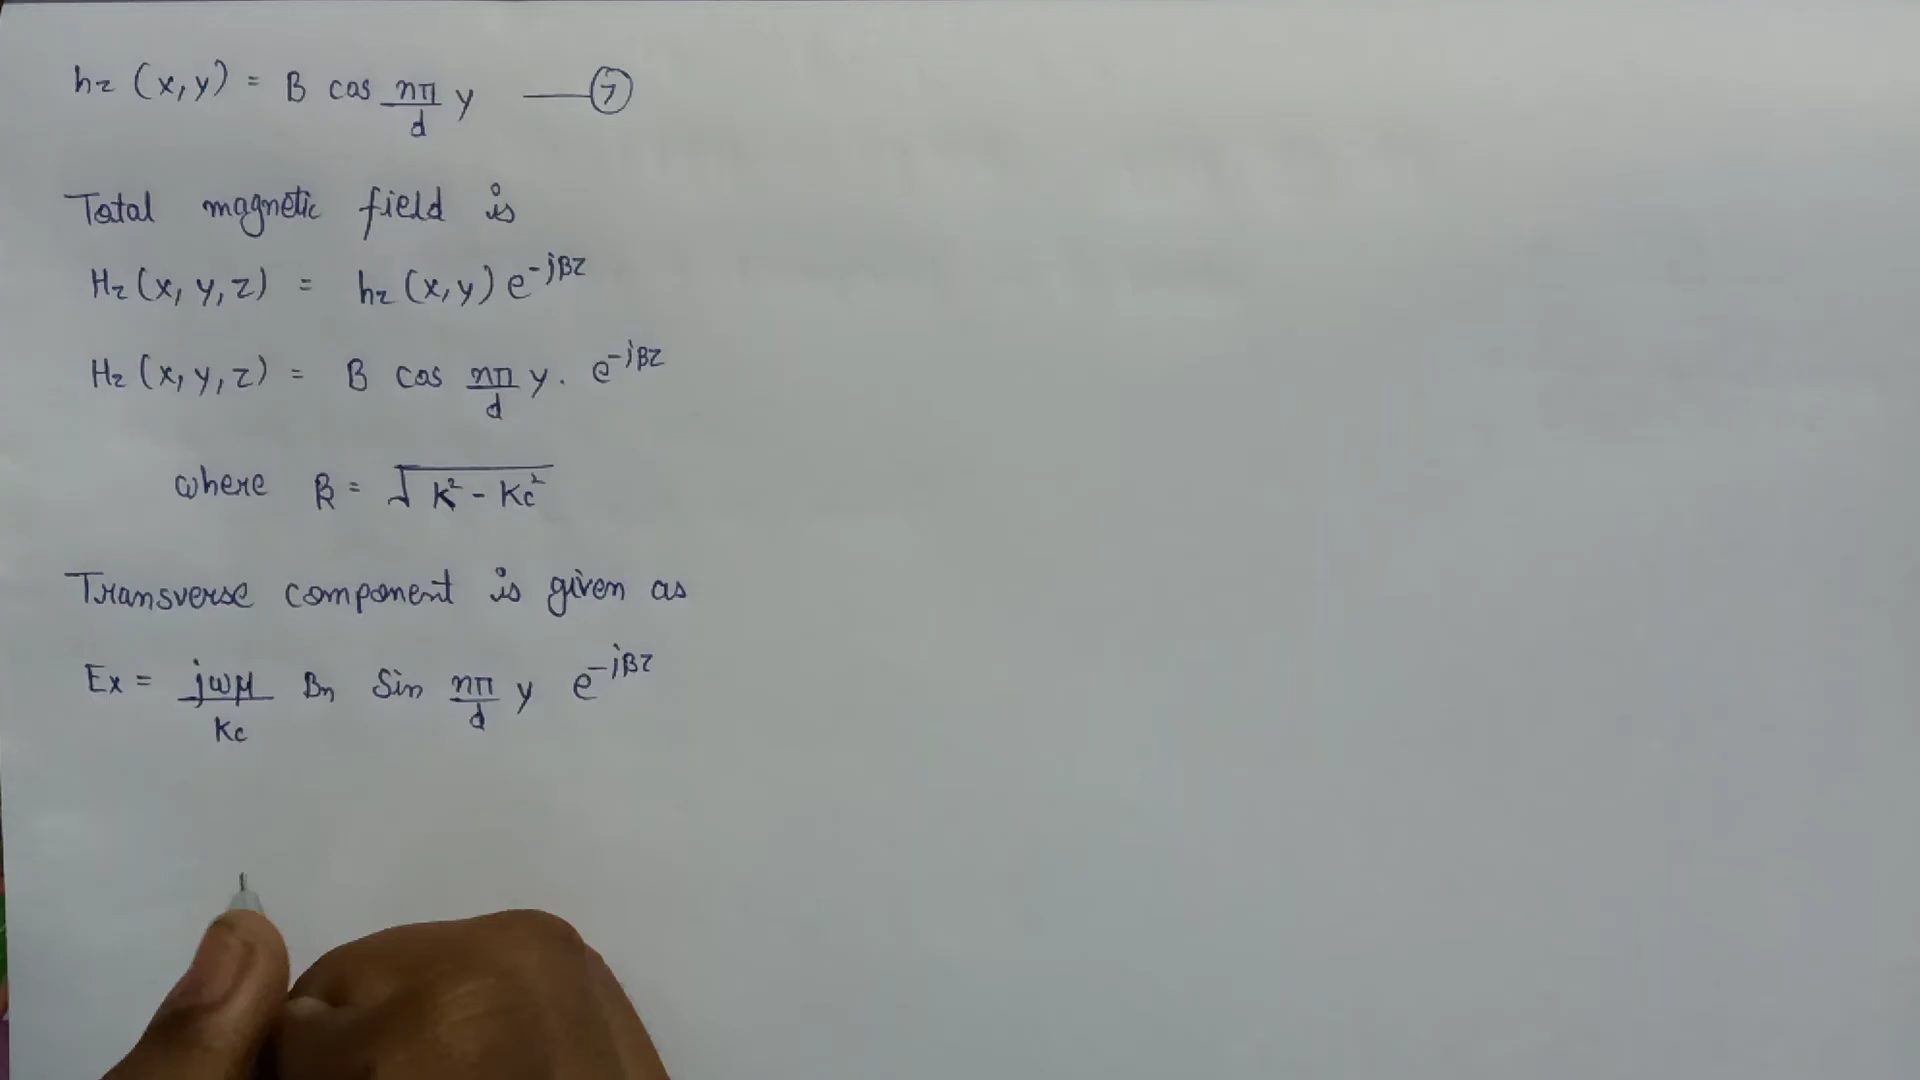 hz (x,y) = B cos nπ/d y —— ⑦
Total magnetic field is
Hz (x, y, z) = hz (x,y) e^-jβz
Hz (x, y, z) = B cos nπ/d y . e^-jβz
where β = √(K² - Kc²)
Transverse component is given as
Ex = jωμ/Kc Bn Sin nπ/d y e^-jβz